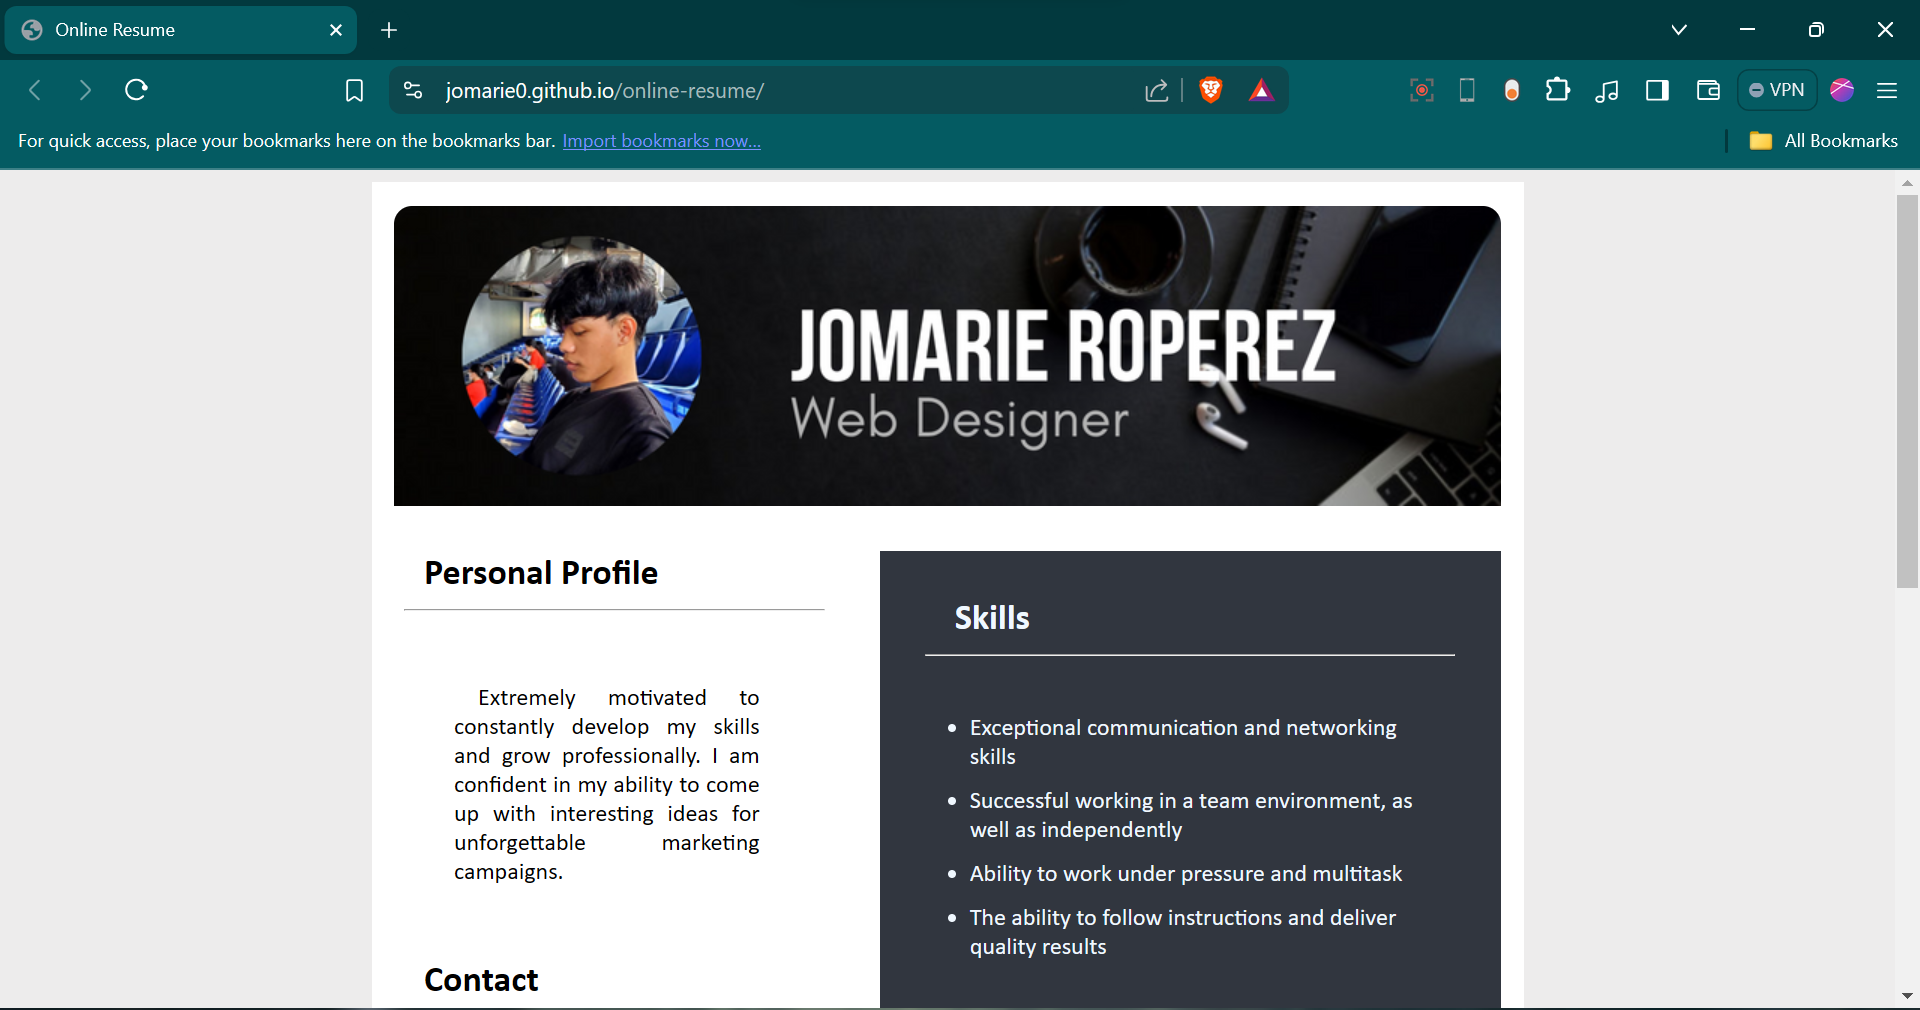 Online Resume
jomarie0.github.io/online-resume/
VPN
For quick access, place your bookmarks here on the bookmarks bar. Import bookmarks now...
All Bookmarks
JOMARIE ROPEREZ
Web Designer
Personal Profile
Extremely motivated to
constantly develop my skills
and grow professionally. I am
confident in my ability to come
up with interesting ideas for
unforgettable marketing
campaigns.
Contact
Skills
• Exceptional communication and networking
skills
• Successful working in a team environment, as
well as independently
• Ability to work under pressure and multitask
• The ability to follow instructions and deliver
quality results